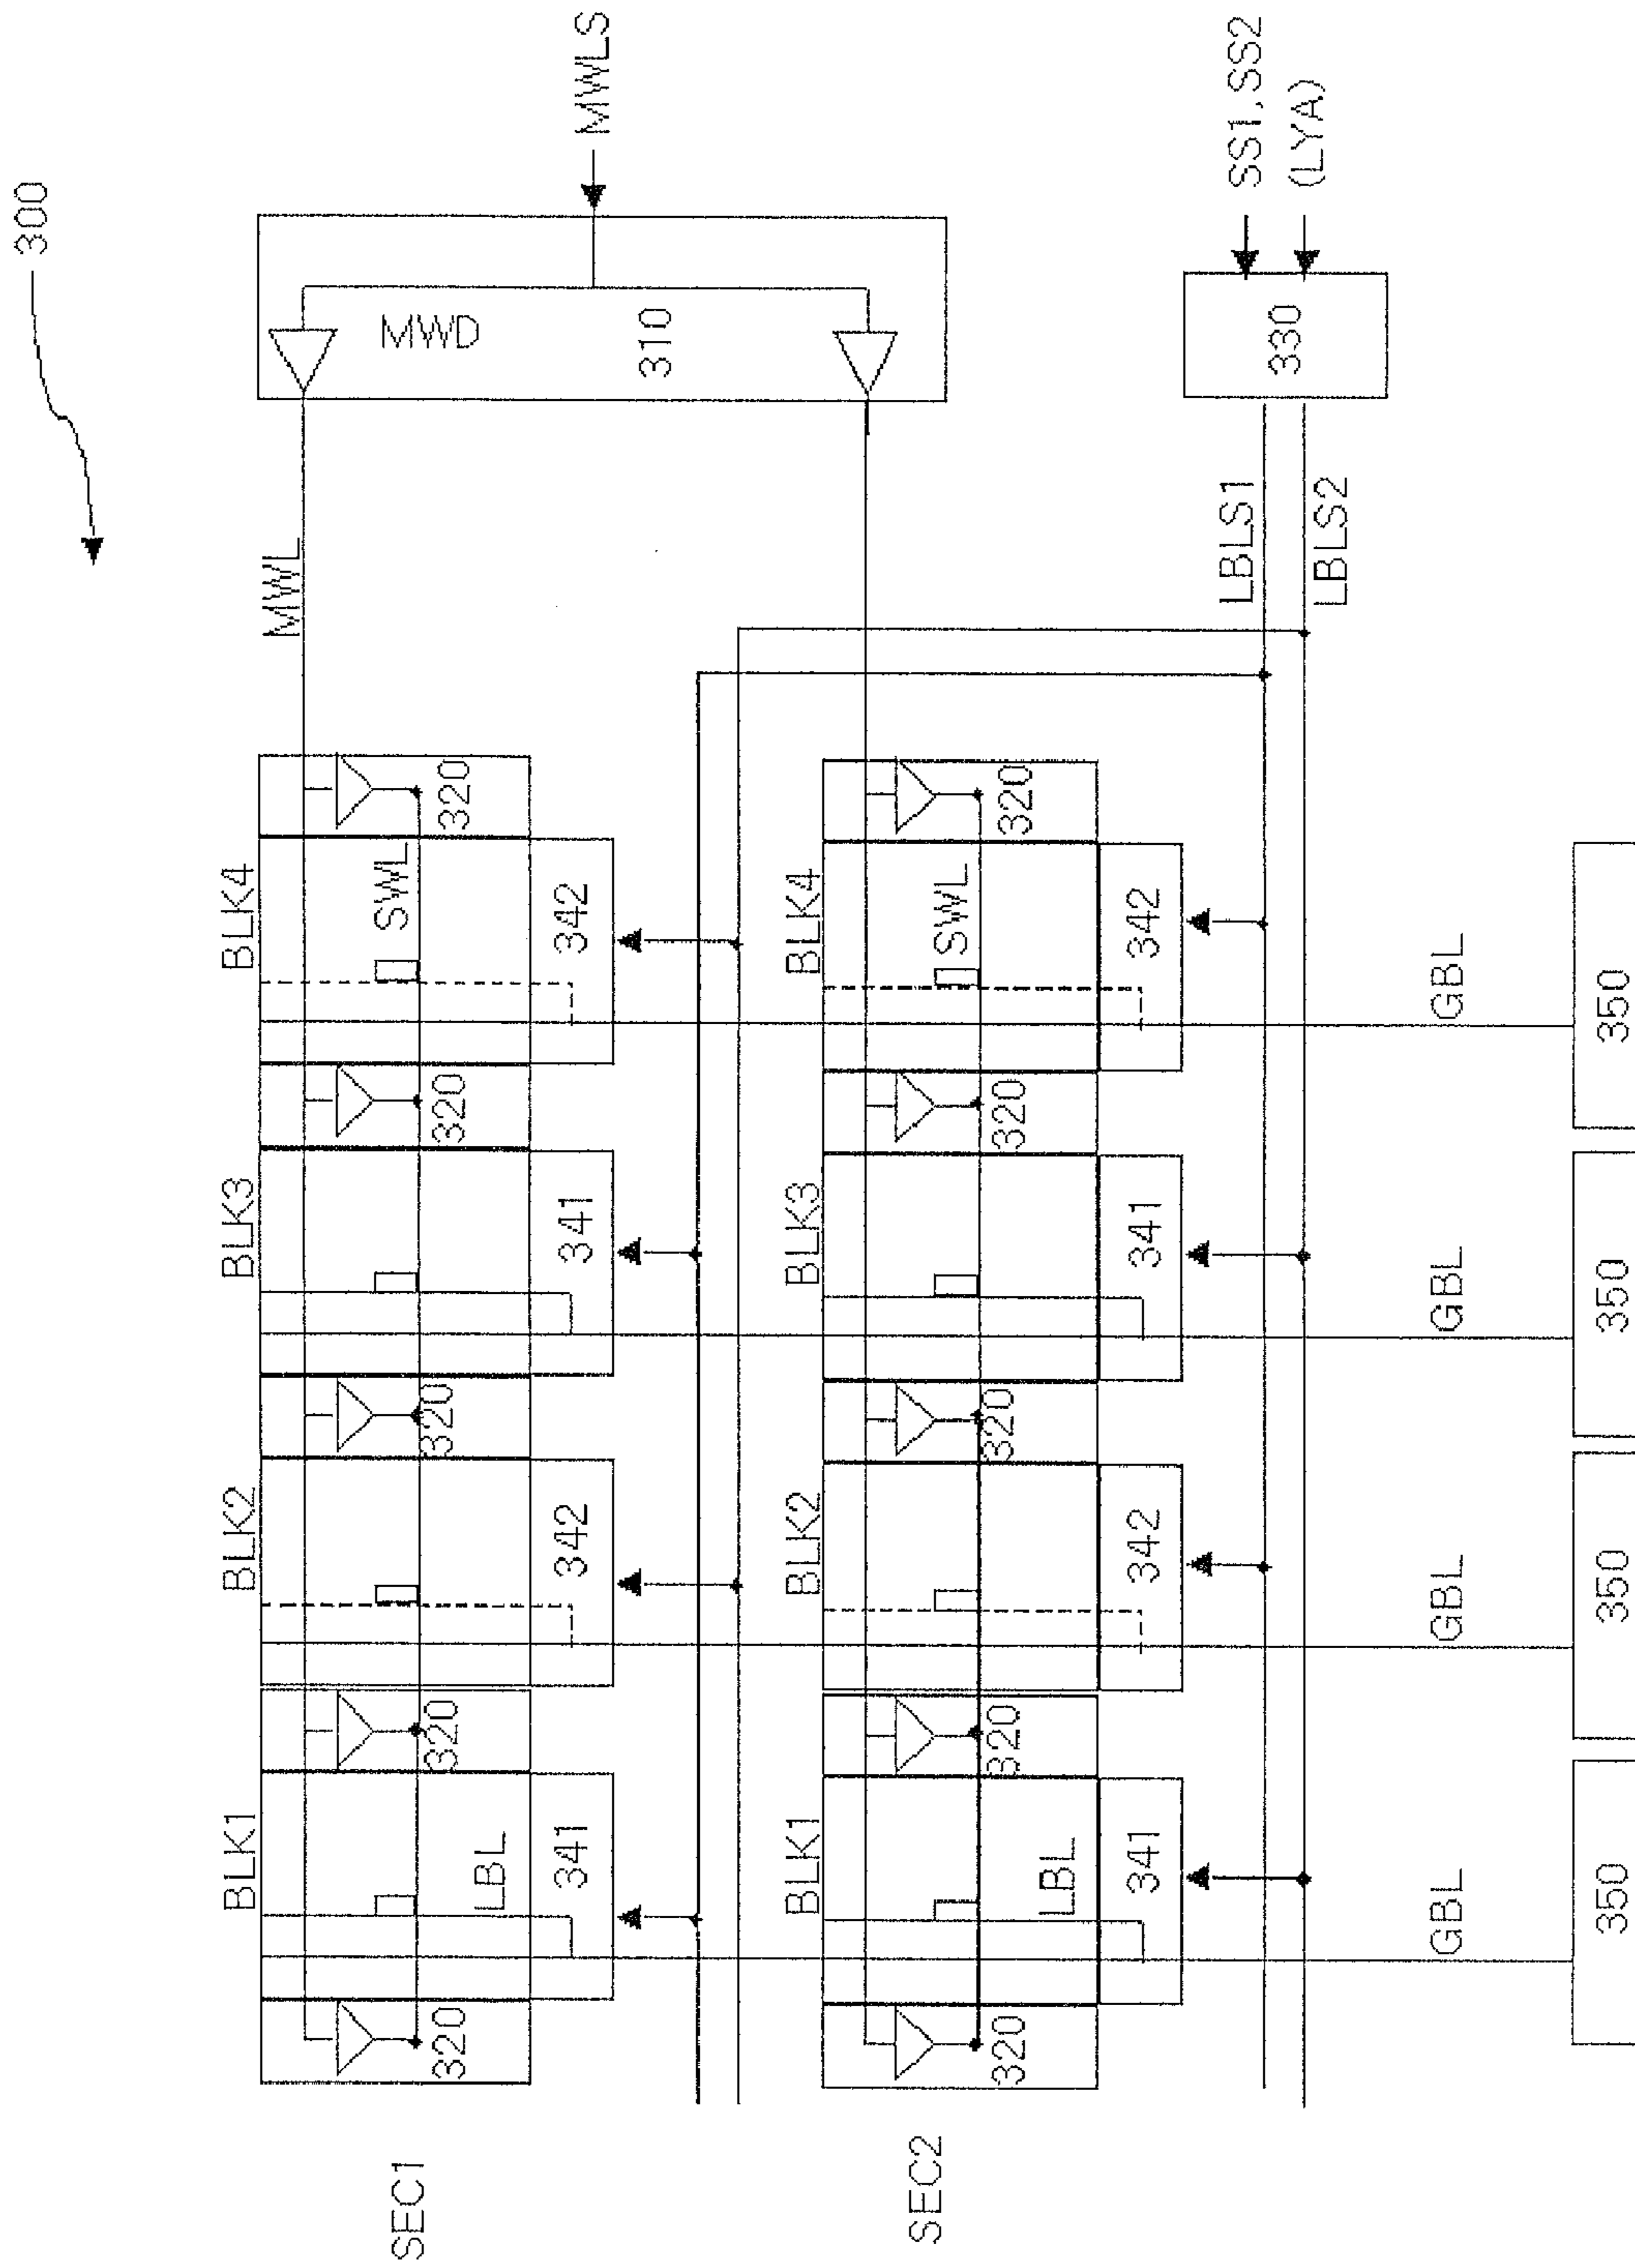 300
BLK1
BLK2
BLK3
BLK4
MWL
SWL
MWD
SEC1
320
320
320
320
320
LBL
341
342
341
342
MWLS
310
BLK1
BLK2
BLK3
BLK4
SEC2
SWL
320
320
320
320
320
LBL
341
342
341
342
LBLS1
SS1,SS2
330
(LYA)
LBLS2
GBL
GBL
GBL
GBL
350
350
350
350